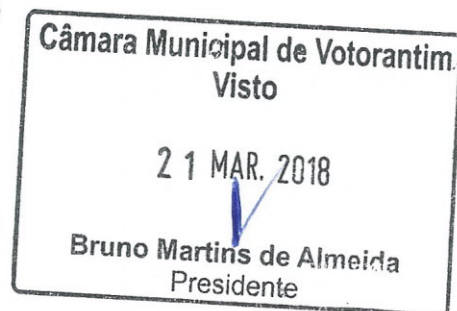 Câmara Municipal de Votorantim
Visto
21 MAR. 2018
Bruno Martins de Almeida
Presidente